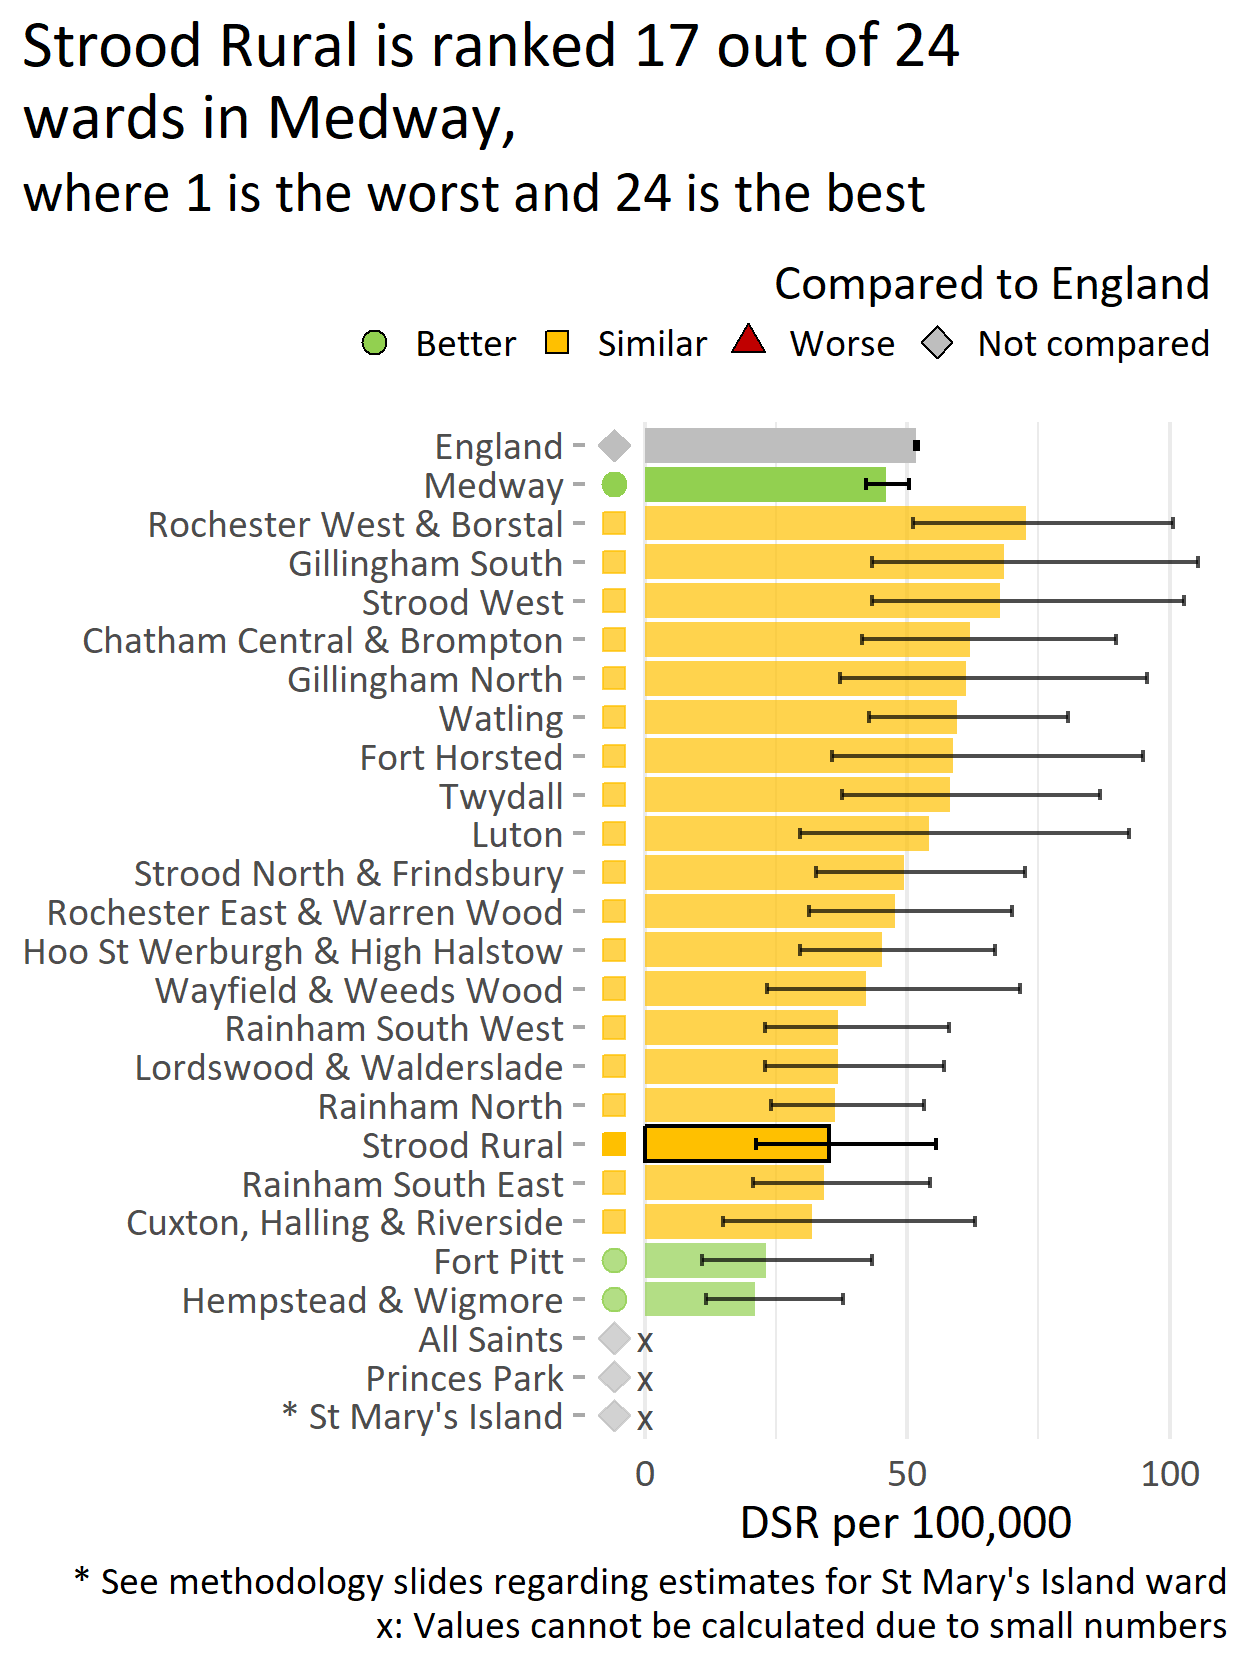 Strood Rural is ranked 17 out of 24
wards in Medway,
where 1 is the worst and 24 is the best
Compared to England
Better Similar Worse Not compared
England
Medway
Rochester West & Borstal
Gillingham South
Strood West
Chatham Central & Brompton
Gillingham North
Watling
Fort Horsted
Twydall
Luton
Strood North & Frindsbury
Rochester East & Warren Wood
Hoo St Werburgh & High Halstow
Wayfield & Weeds Wood
Rainham South West
Lordswood & Walderslade
Rainham North
Strood Rural
Rainham South East
Cuxton, Halling & Riverside
Fort Pitt
Hempstead & Wigmore
All Saints x
Princes Park x
* St Mary's Island x
0 50 100
DSR per 100,000
* See methodology slides regarding estimates for St Mary's Island ward
x: Values cannot be calculated due to small numbers